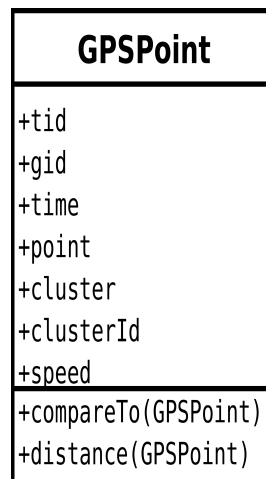 GPSPoint
+tid
+gid
+time
+point
+cluster
+clusterId
+speed
+compareTo(GPSPoint)
+distance(GPSPoint)